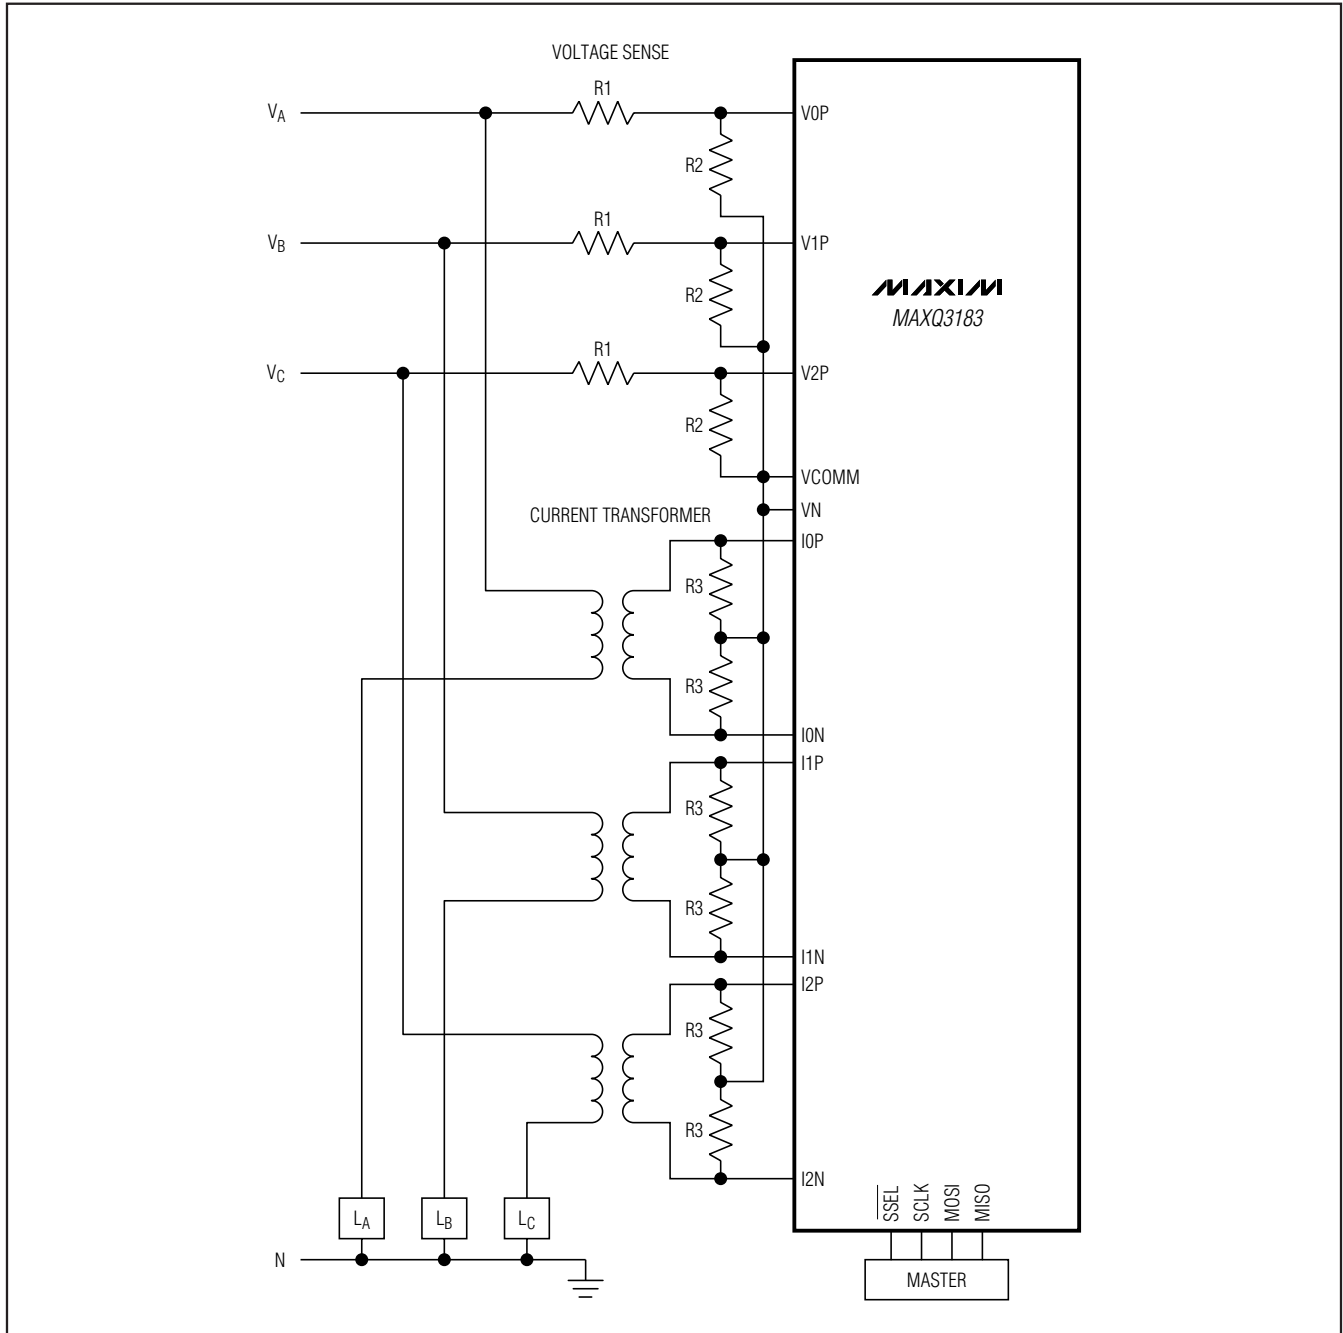 VOLTAGE SENSE
R1
VA
V0P
R2
R1
VB
V1P
R2
MAXIM
MAXQ3183
R1
VC
V2P
R2
VCOMM
VN
CURRENT TRANSFORMER
I0P
R3
R3
I0N
I1P
R3
R3
I1N
I2P
R3
R3
I2N
SSEL
SCLK
MOSI
MISO
LA
LB
LC
N
MASTER